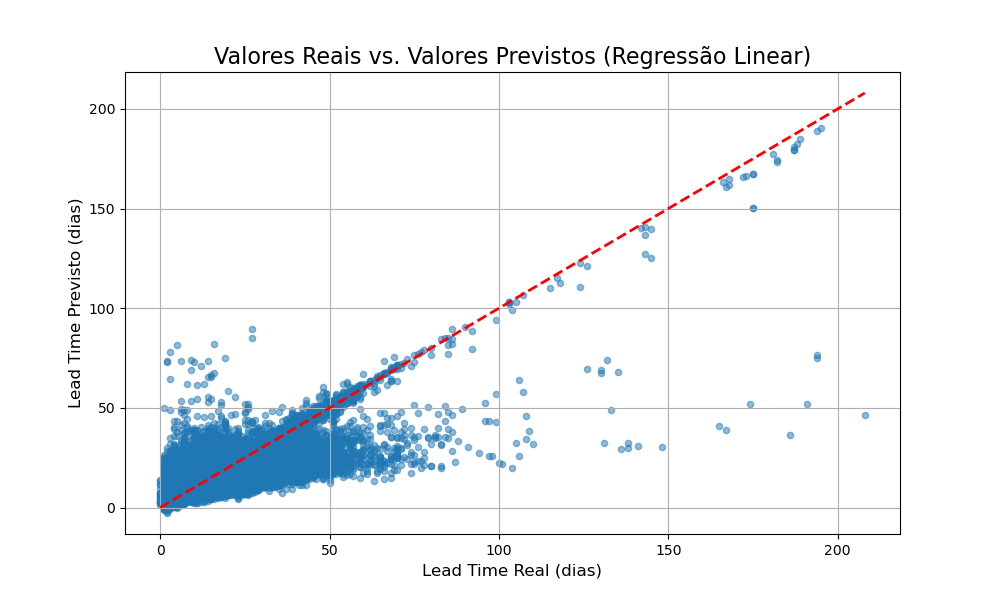 Valores Reais vs. Valores Previstos (Regressão Linear)
Lead Time Previsto (dias)
200
150
100
50
0
0 50 100 150 200
Lead Time Real (dias)